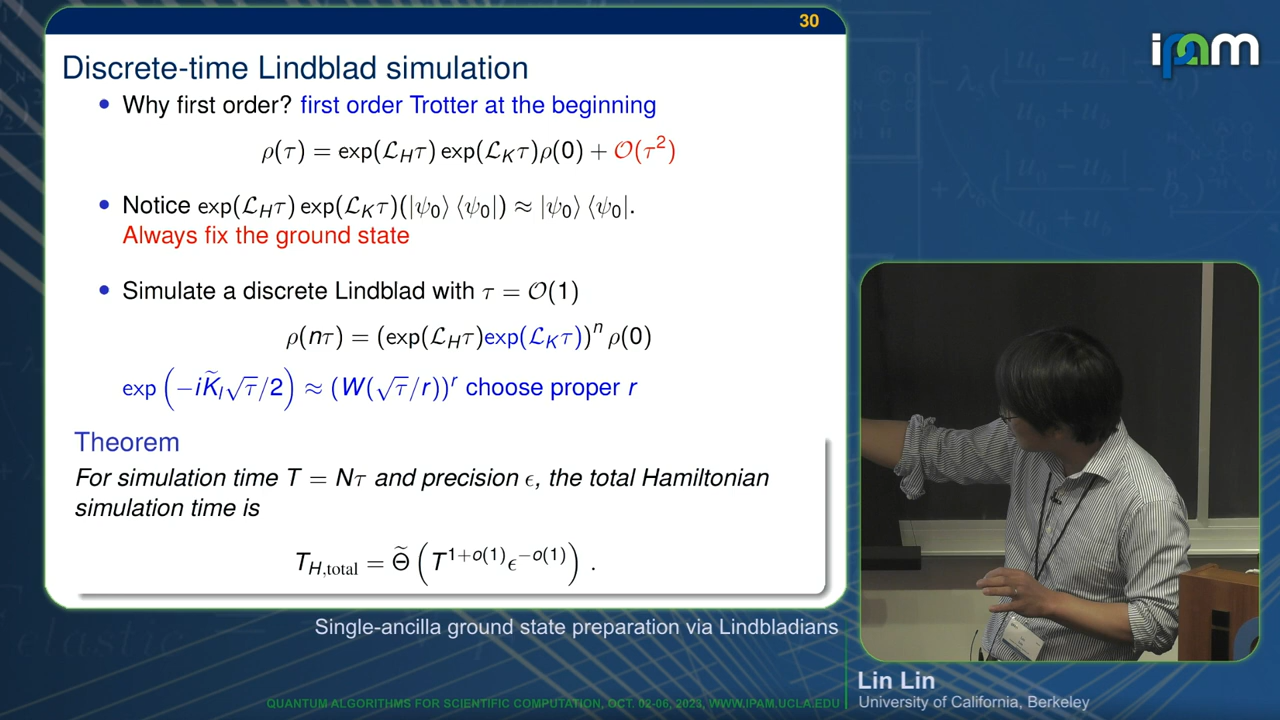 30
ipam
Discrete-time Lindblad simulation
• Why first order? first order Trotter at the beginning
ρ(τ) = exp(ℒ_H τ) exp(ℒ_K τ)ρ(0) + 𝒪(τ²)
• Notice exp(ℒ_H τ) exp(ℒ_K τ)(|ψ₀⟩ ⟨ψ₀|) ≈ |ψ₀⟩ ⟨ψ₀|.
Always fix the ground state
• Simulate a discrete Lindblad with τ = 𝒪(1)
ρ(nτ) = (exp(ℒ_H τ)exp(ℒ_K τ))ⁿ ρ(0)
exp(−iK̃_l√τ/2) ≈ (W(√τ/r))^r choose proper r
Theorem
For simulation time T = Nτ and precision ϵ, the total Hamiltonian
simulation time is
T_{H,total} = Θ̃(T^{1+o(1)}ϵ^{−o(1)}) .
Single-ancilla ground state preparation via Lindbladians
Lin Lin
University of California, Berkeley
QUANTUM ALGORITHMS FOR SCIENTIFIC COMPUTATION, OCT. 02-06, 2023, WWW.IPAM.UCLA.EDU